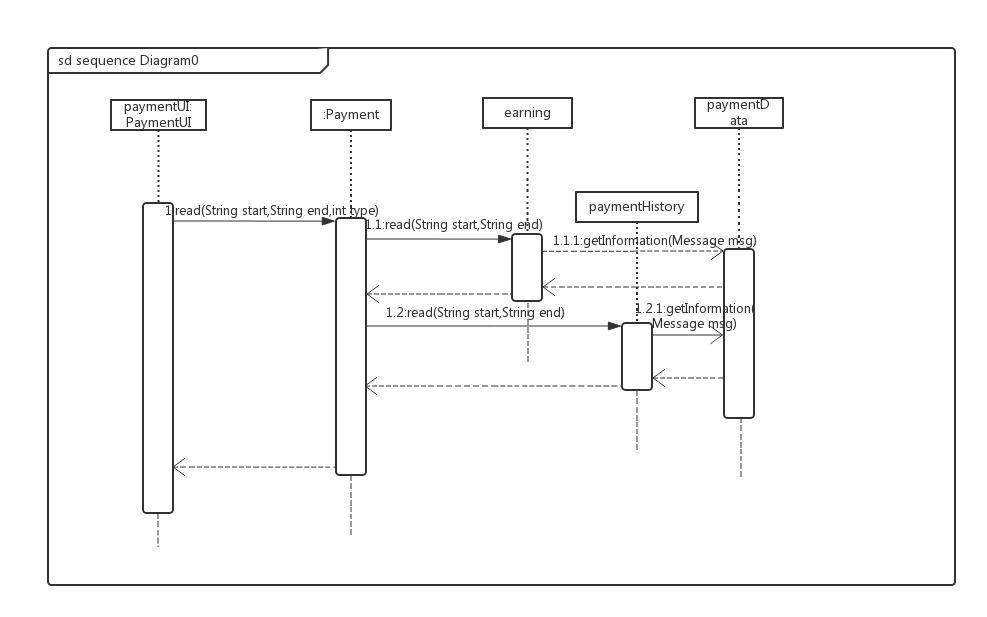 sd sequence Diagram0
paymentUI:
PaymentUI
:Payment
earning
paymentD
ata
paymentHistory
1:read(String start,String end,int type)
1.1:read(String start,String end)
1.1.1:getInformation(Message msg)
1.2:read(String start,String end)
1.2.1:getInformation(
Message msg)